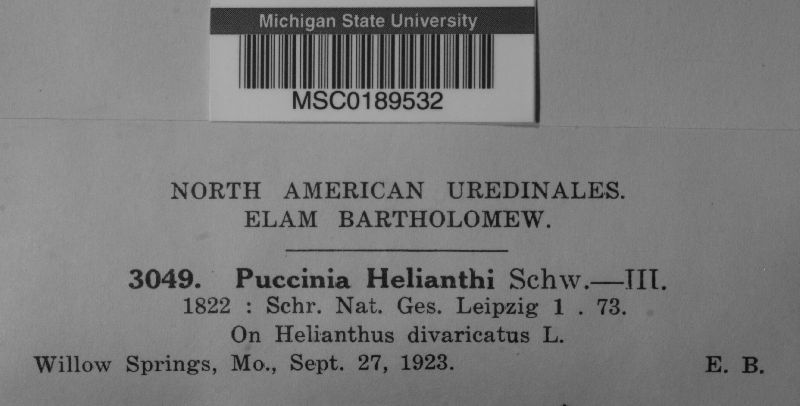 Michigan State University
MSC0189532
NORTH AMERICAN UREDINALES.
ELAM BARTHOLOMEW.
3049. Puccinia Helianthi Schw.—III.
1822 : Schr. Nat. Ges. Leipzig 1 . 73.
On Helianthus divaricatus L.
Willow Springs, Mo., Sept. 27, 1923. E. B.